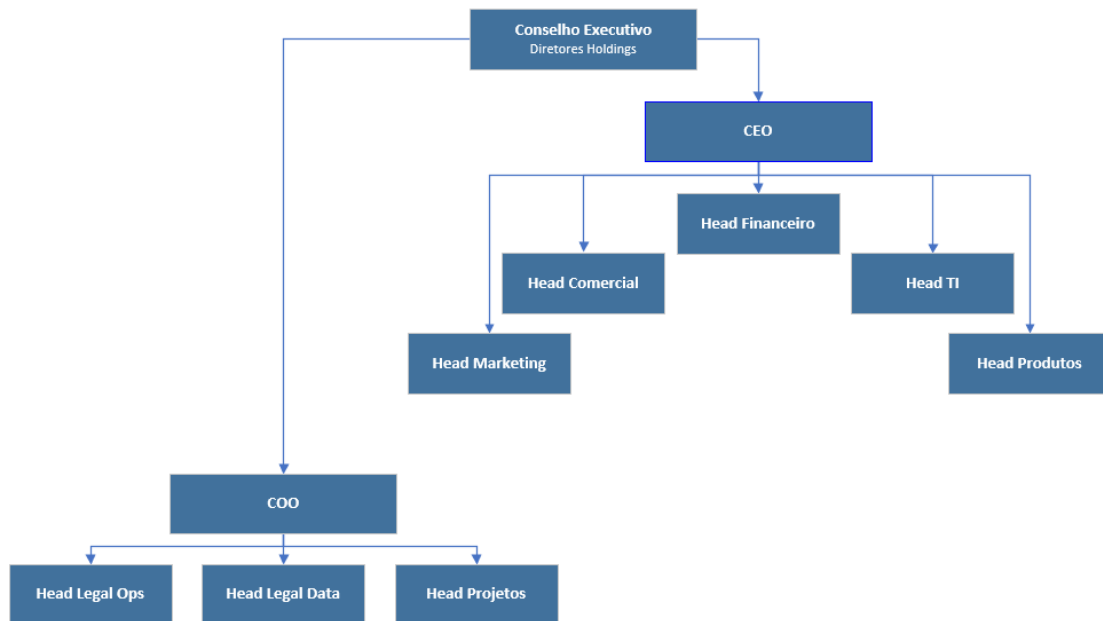 Conselho Executivo
Diretores Holdings
CEO
Head Financeiro
Head Comercial
Head TI
Head Marketing
Head Produtos
COO
Head Legal Ops
Head Legal Data
Head Projetos